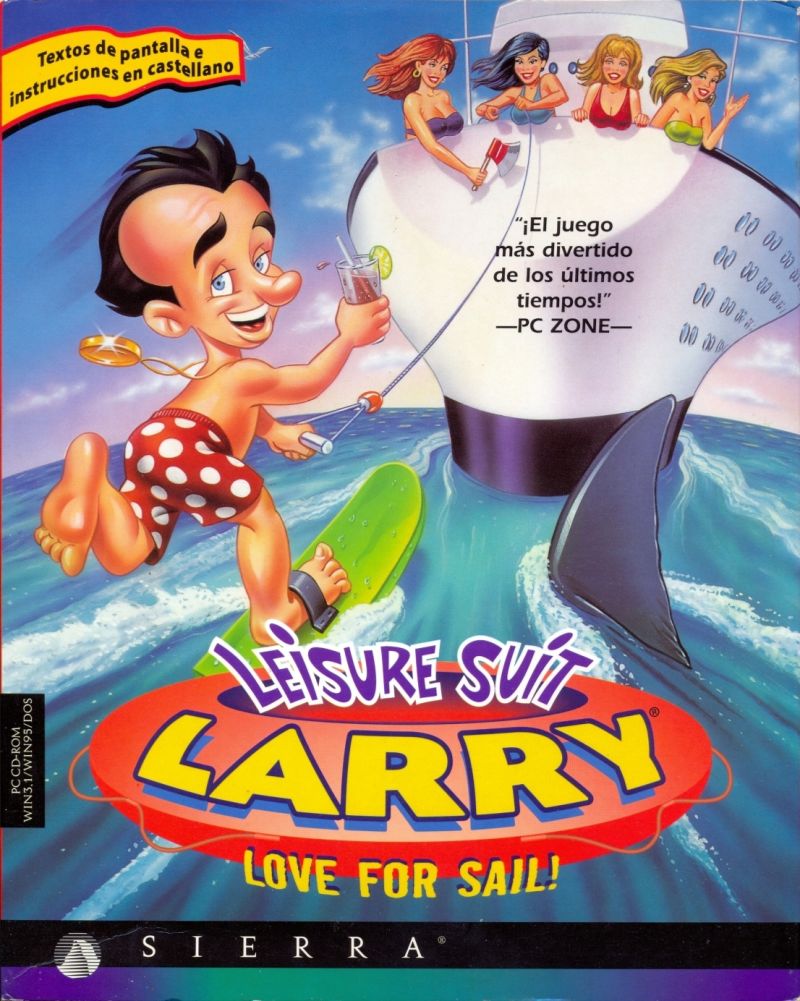 Textos de pantalla e
instrucciones en castellano
"¡El juego
más divertido
de los últimos
tiempos!"
—PC ZONE—
LEISURE SUIT
LARRY®
LOVE FOR SAIL!
PC CD-ROM
WIN3.1/WIN95/DOS
SIERRA®